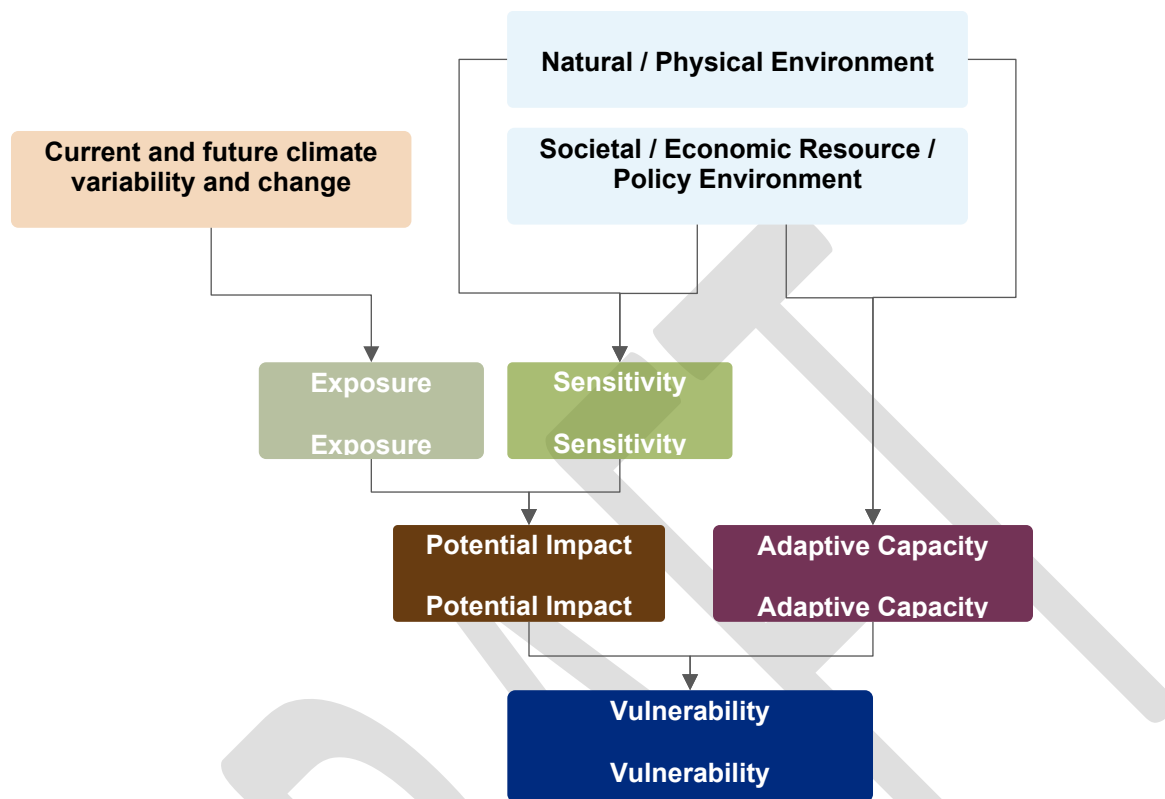 Natural / Physical Environment
Societal / Economic Resource /
Policy Environment
Current and future climate
variability and change
Exposure
Exposure
Sensitivity
Sensitivity
Potential Impact
Potential Impact
Adaptive Capacity
Adaptive Capacity
Vulnerability
Vulnerability